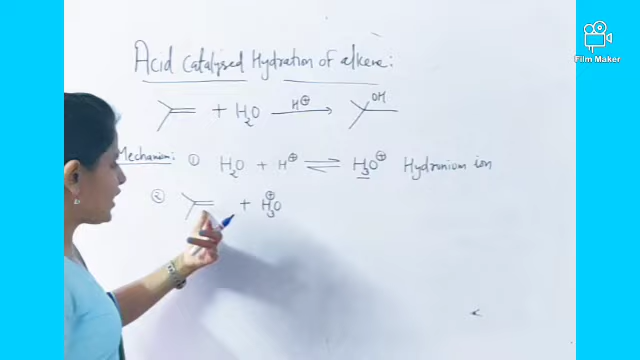 Acid Catalysed Hydration of alkene:
+ H2O H⊕ → OH
Mechanism: ① H2O + H⊕ ⇌ H3O⊕ Hydronium ion
② + H3O⊕
Film Maker